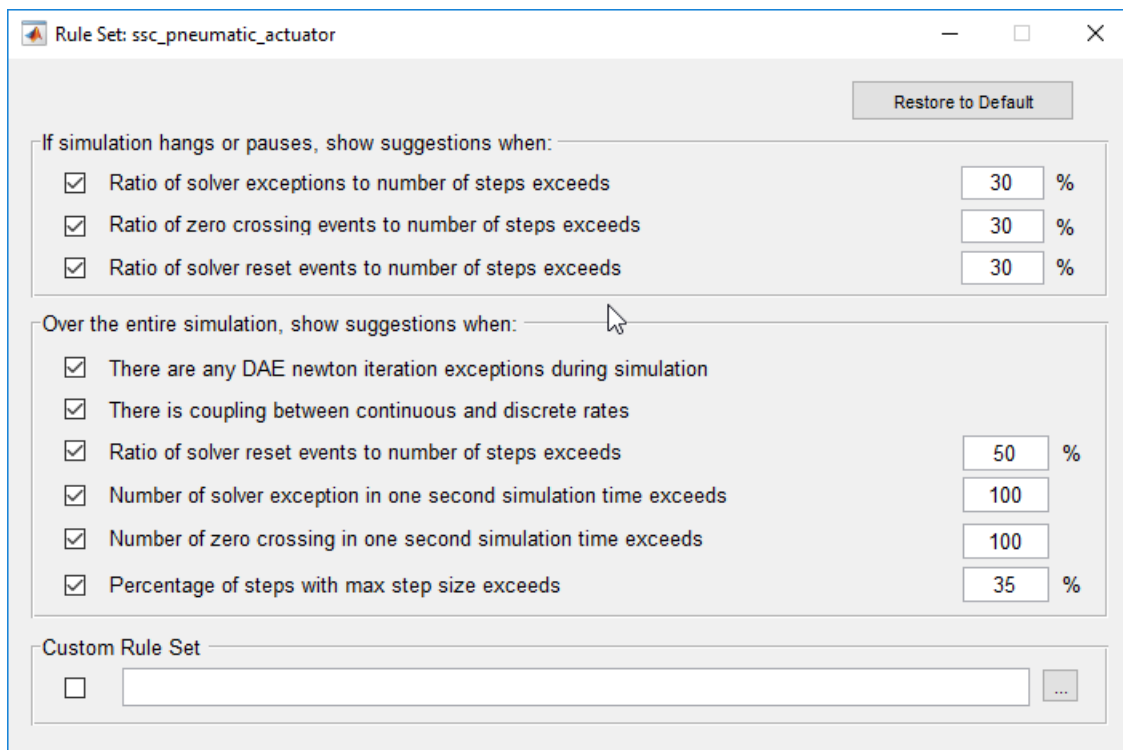 Rule Set: ssc_pneumatic_actuator
Restore to Default
If simulation hangs or pauses, show suggestions when:
Ratio of solver exceptions to number of steps exceeds 30 %
Ratio of zero crossing events to number of steps exceeds 30 %
Ratio of solver reset events to number of steps exceeds 30 %
Over the entire simulation, show suggestions when:
There are any DAE newton iteration exceptions during simulation
There is coupling between continuous and discrete rates
Ratio of solver reset events to number of steps exceeds 50 %
Number of solver exception in one second simulation time exceeds 100
Number of zero crossing in one second simulation time exceeds 100
Percentage of steps with max step size exceeds 35 %
Custom Rule Set
...